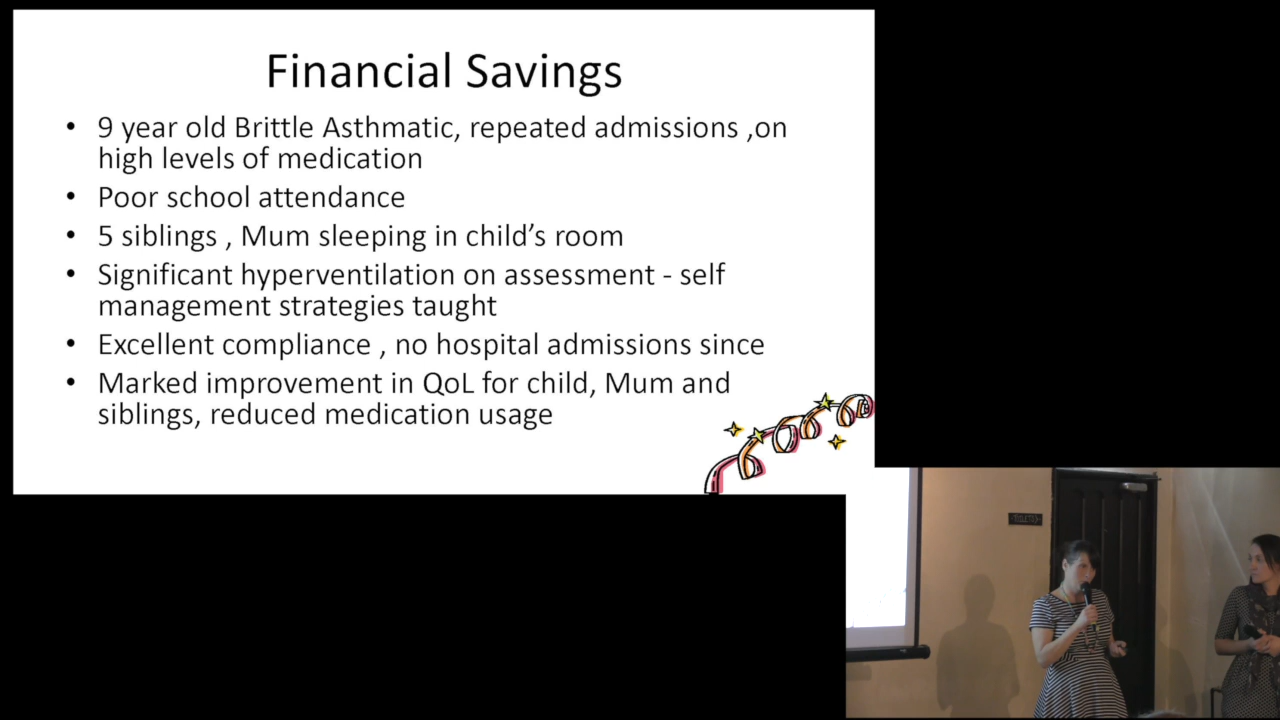 Financial Savings
• 9 year old Brittle Asthmatic, repeated admissions ,on
high levels of medication
• Poor school attendance
• 5 siblings , Mum sleeping in child’s room
• Significant hyperventilation on assessment - self
management strategies taught
• Excellent compliance , no hospital admissions since
• Marked improvement in QoL for child, Mum and
siblings, reduced medication usage